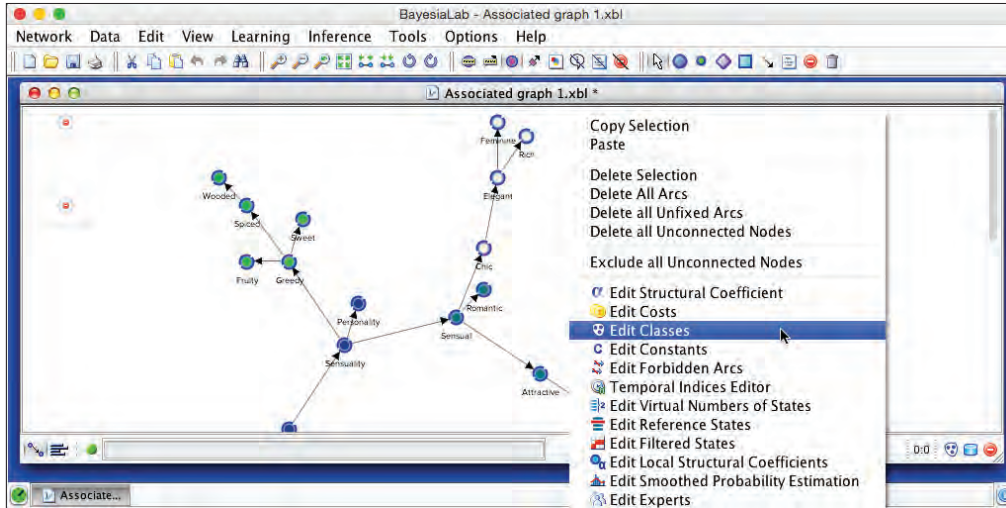 BayesiaLab - Associated graph 1.xbl
Network Data Edit View Learning Inference Tools Options Help
Associated graph 1.xbl *
Feminine
Rich
Elegant
Wooded
Spiced
Sweet
Fruity
Greedy
Chic
Romantic
Personality
Sensual
Sensuality
Attractive
Copy Selection
Paste
Delete Selection
Delete All Arcs
Delete all Unfixed Arcs
Delete all Unconnected Nodes
Exclude all Unconnected Nodes
α Edit Structural Coefficient
Edit Costs
Edit Classes
C Edit Constants
Edit Forbidden Arcs
Temporal Indices Editor
Edit Virtual Numbers of States
Edit Reference States
Edit Filtered States
Edit Local Structural Coefficients
Edit Smoothed Probability Estimation
Edit Experts
0:0
Associate...